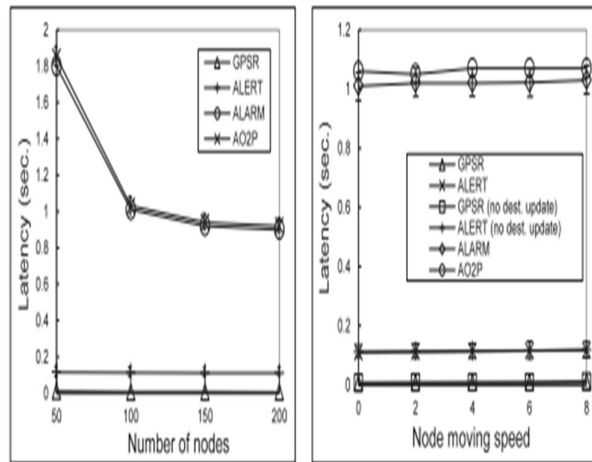 2
1.8
1.6
1.4
1.2
1
0.8
0.6
0.4
0.2
0
50
100
150
200
Latency (sec.)
Number of nodes
GPSR
ALERT
ALARM
AO2P
1.2
1
0.8
0.6
0.4
0.2
0
0
2
4
6
8
Latency (sec.)
Node moving speed
GPSR
ALERT
GPSR (no dest. update)
ALERT (no dest. update)
ALARM
AO2P